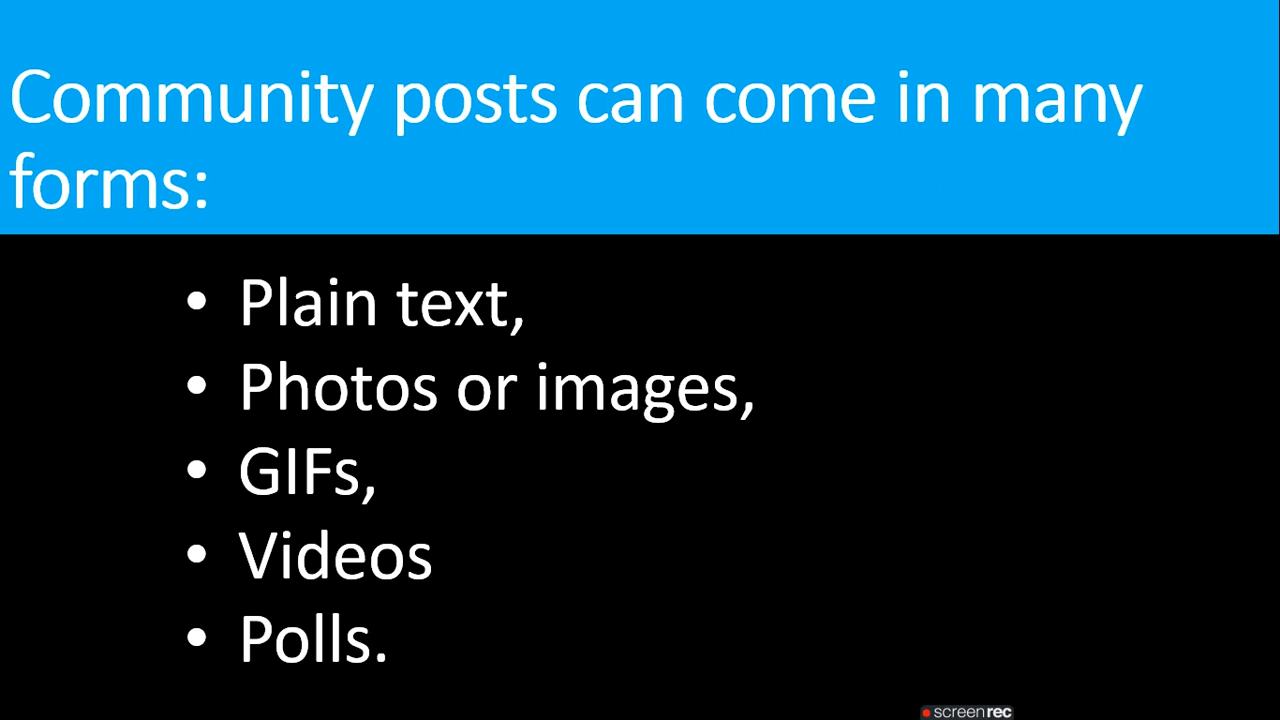 Community posts can come in many
forms:
• Plain text,
• Photos or images,
• GIFs,
• Videos
• Polls.
screenrec